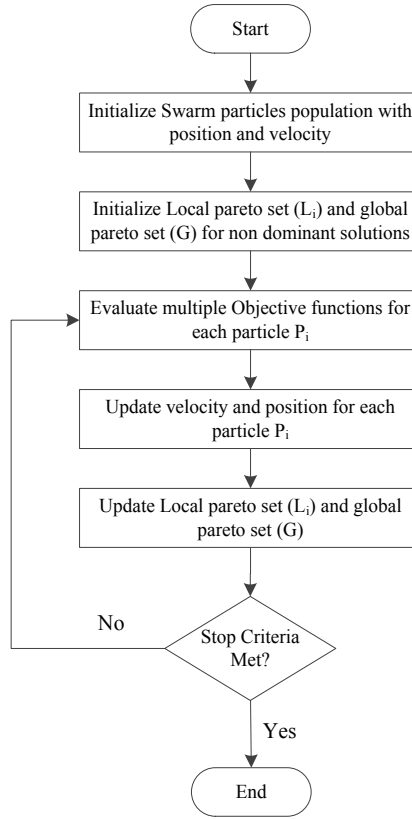 Start
Initialize Swarm particles population with
position and velocity
Initialize Local pareto set (Lᵢ) and global
pareto set (G) for non dominant solutions
Evaluate multiple Objective functions for
each particle Pᵢ
Update velocity and position for each
particle Pᵢ
Update Local pareto set (Lᵢ) and global
pareto set (G)
No
Stop Criteria
Met?
Yes
End